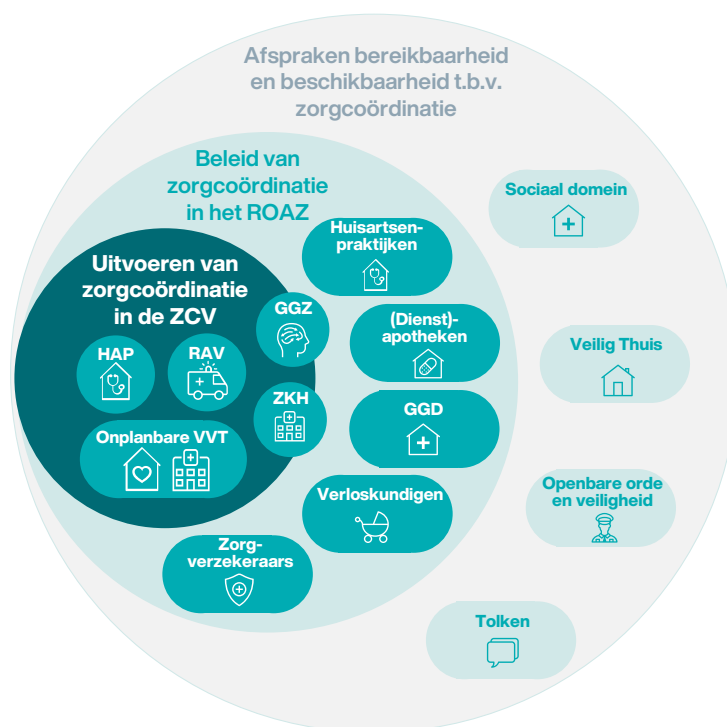 Afspraken bereikbaarheid
en beschikbaarheid t.b.v.
zorgcoördinatie
Beleid van
zorgcoördinatie
in het ROAZ
Uitvoeren van
zorgcoördinatie
in de ZCV
HAP
RAV
Onplanbare VVT
GGZ
ZKH
Huisartsen-
praktijken
(Dienst)-
apotheken
GGD
Verloskundigen
Zorg-
verzekeraars
Sociaal domein
Veilig Thuis
Openbare orde
en veiligheid
Tolken